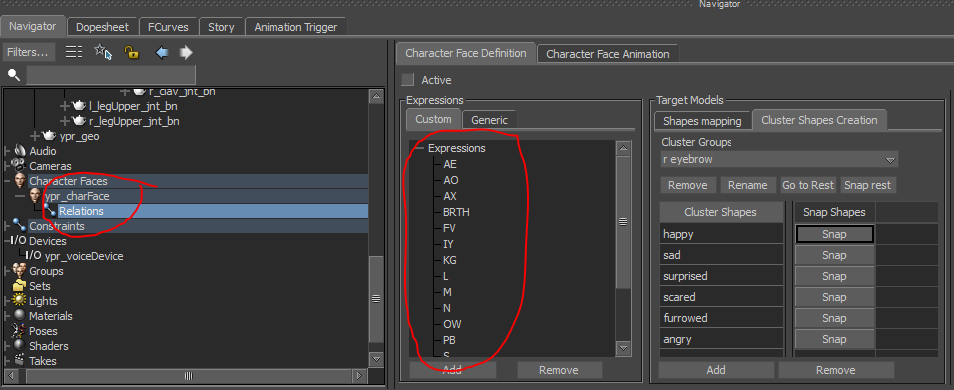 Navigator
Navigator Dopesheet FCurves Story Animation Trigger
Filters...
r_clav_jnt_bn
l_legUpper_jnt_bn
r_legUpper_jnt_bn
ypr_geo
Audio
Cameras
Character Faces
ypr_charFace
Relations
Constraints
I/O Devices
I/O ypr_voiceDevice
Groups
Sets
Lights
Materials
Poses
Shaders
Takes
Character Face Definition Character Face Animation
Active
Expressions
Custom Generic
Expressions
AE
AO
AX
BRTH
FV
IY
KG
L
M
N
OW
PB
S
Add Remove
Target Models
Shapes mapping Cluster Shapes Creation
Cluster Groups
r eyebrow
Remove Rename Go to Rest Snap rest
Cluster Shapes Snap Shapes
happy Snap
sad Snap
surprised Snap
scared Snap
furrowed Snap
angry Snap
Add Remove